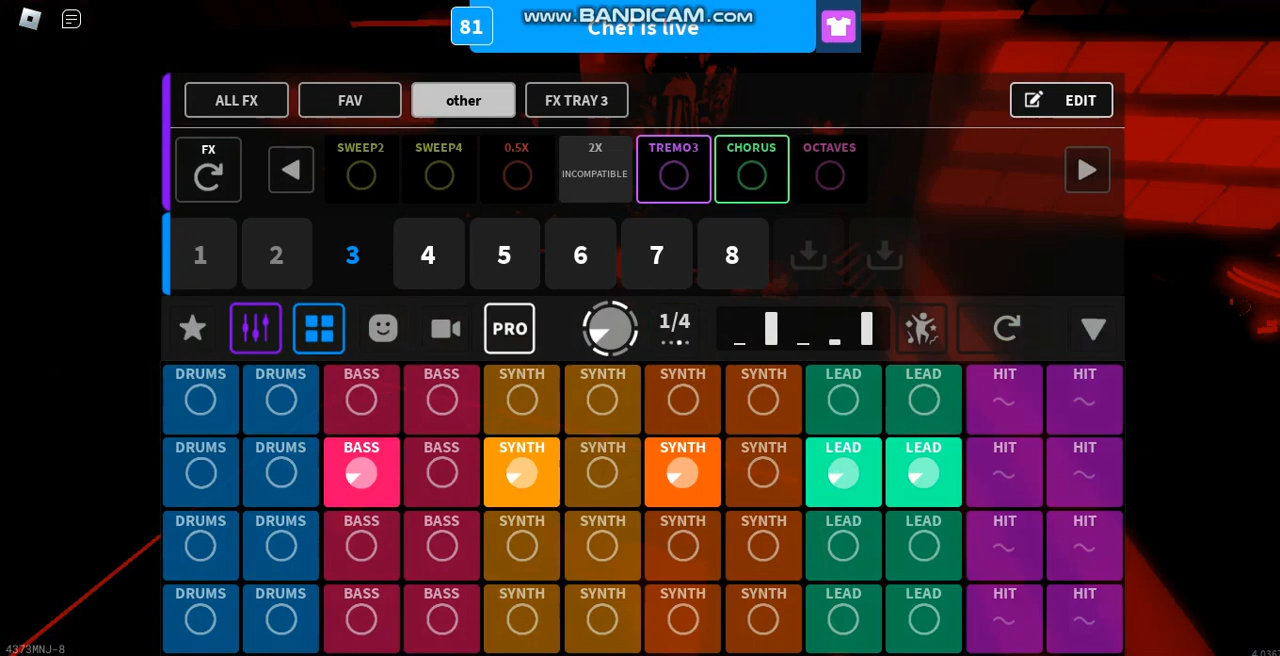 www.BANDICAM.com
81 Chef is live
ALL FX FAV other FX TRAY 3 EDIT
FX SWEEP2 SWEEP4 0.5X 2X TREMO3 CHORUS OCTAVES
INCOMPATIBLE
1 2 3 4 5 6 7 8
PRO 1/4
DRUMS DRUMS BASS BASS SYNTH SYNTH SYNTH SYNTH LEAD LEAD HIT HIT
DRUMS DRUMS BASS BASS SYNTH SYNTH SYNTH SYNTH LEAD LEAD HIT HIT
DRUMS DRUMS BASS BASS SYNTH SYNTH SYNTH SYNTH LEAD LEAD HIT HIT
DRUMS DRUMS BASS BASS SYNTH SYNTH SYNTH SYNTH LEAD LEAD HIT HIT
4373MNJ-8